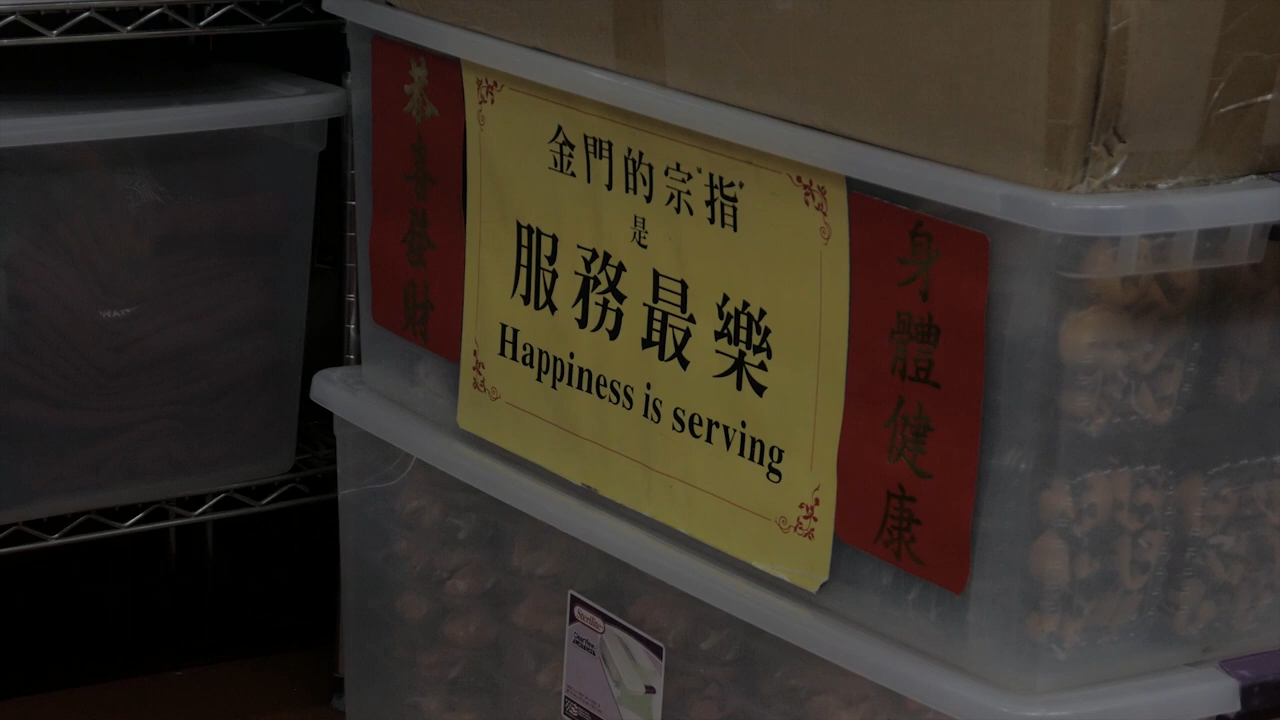 恭喜發財
金門的宗指
是
服務最樂
Happiness is serving
身體健康
Sterilite